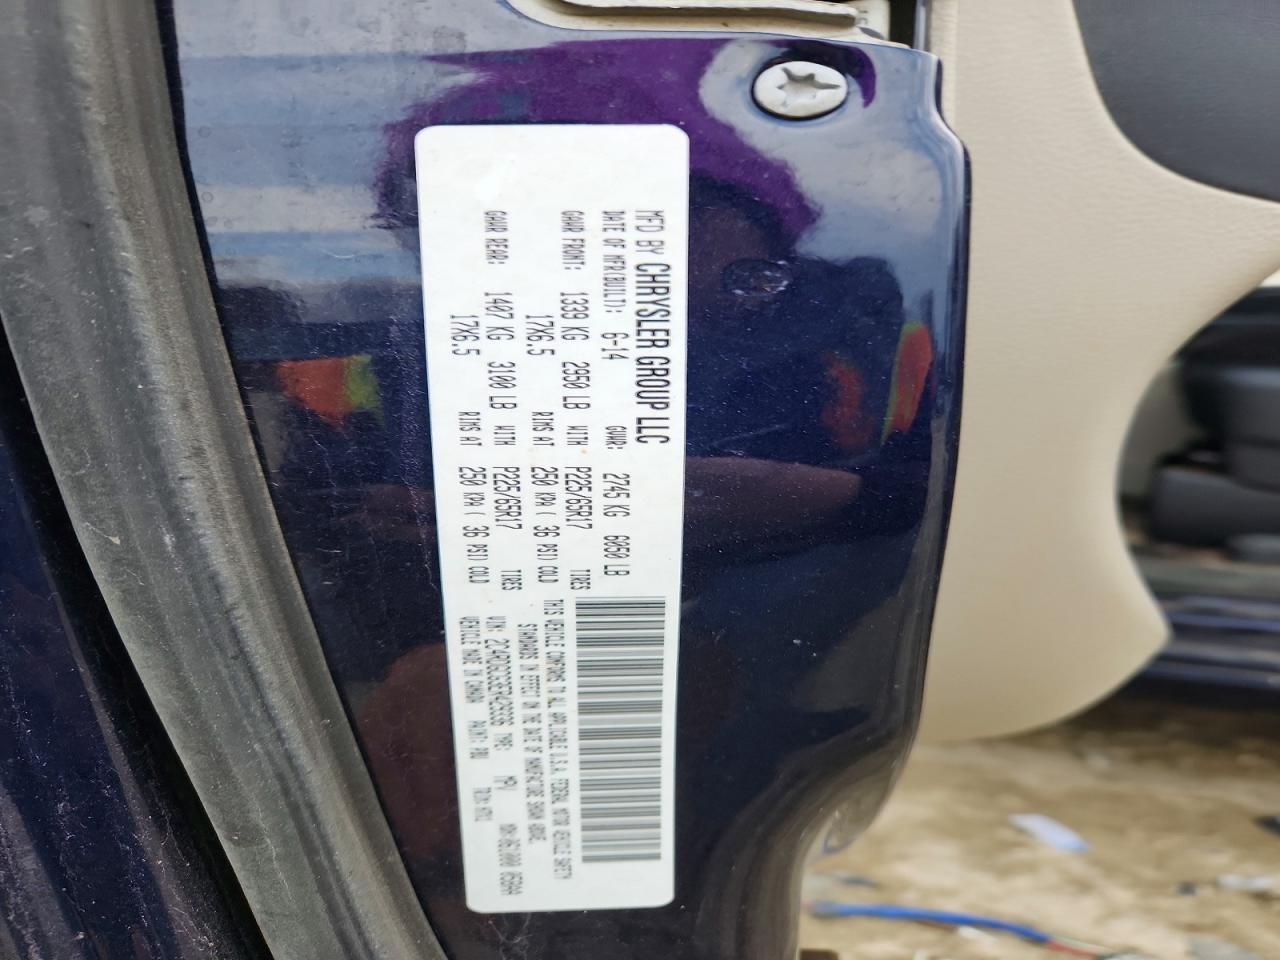 MFD BY CHRYSLER GROUP LLC
DATE OF MFR(BUILT): 6-14 GVWR: 2745 KG 6050 LB
GAWR FRONT: 1339 KG 2950 LB WITH P225/65R17 TIRES
17X6.5 RIMS AT 250 KPA ( 36 PSI) COLD
GAWR REAR: 1407 KG 3100 LB WITH P225/65R17 TIRES
17X6.5 RIMS AT 250 KPA ( 36 PSI) COLD
THIS VEHICLE CONFORMS TO ALL APPLICABLE U.S.A. FEDERAL MOTOR VEHICLE SAFETY
STANDARDS IN EFFECT ON THE DATE OF MANUFACTURE SHOWN ABOVE.
VIN: TYPE: MPV
VEHICLE MADE IN CANADA PAINT: PBU